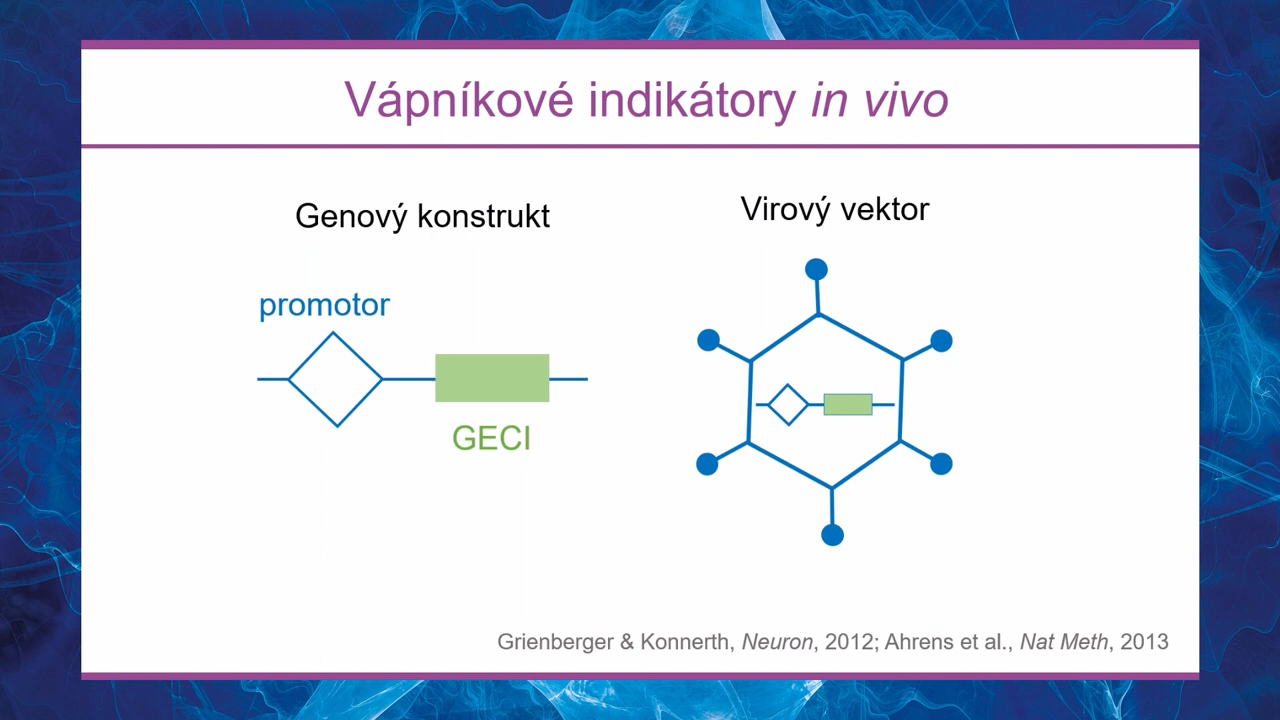 Vápníkové indikátory in vivo
Genový konstrukt
Virový vektor
promotor
GECI
Grienberger & Konnerth, Neuron, 2012; Ahrens et al., Nat Meth, 2013